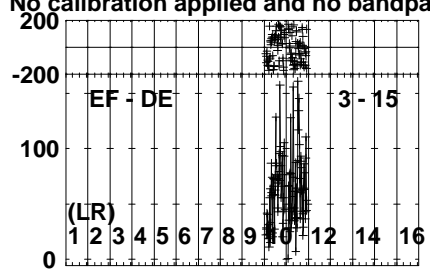 No calibration applied and no bandpa
200
-200
EF - DE 3 - 15
100
(LR)
1 2 3 4 5 6 7 8 9 10 12 14 16
0